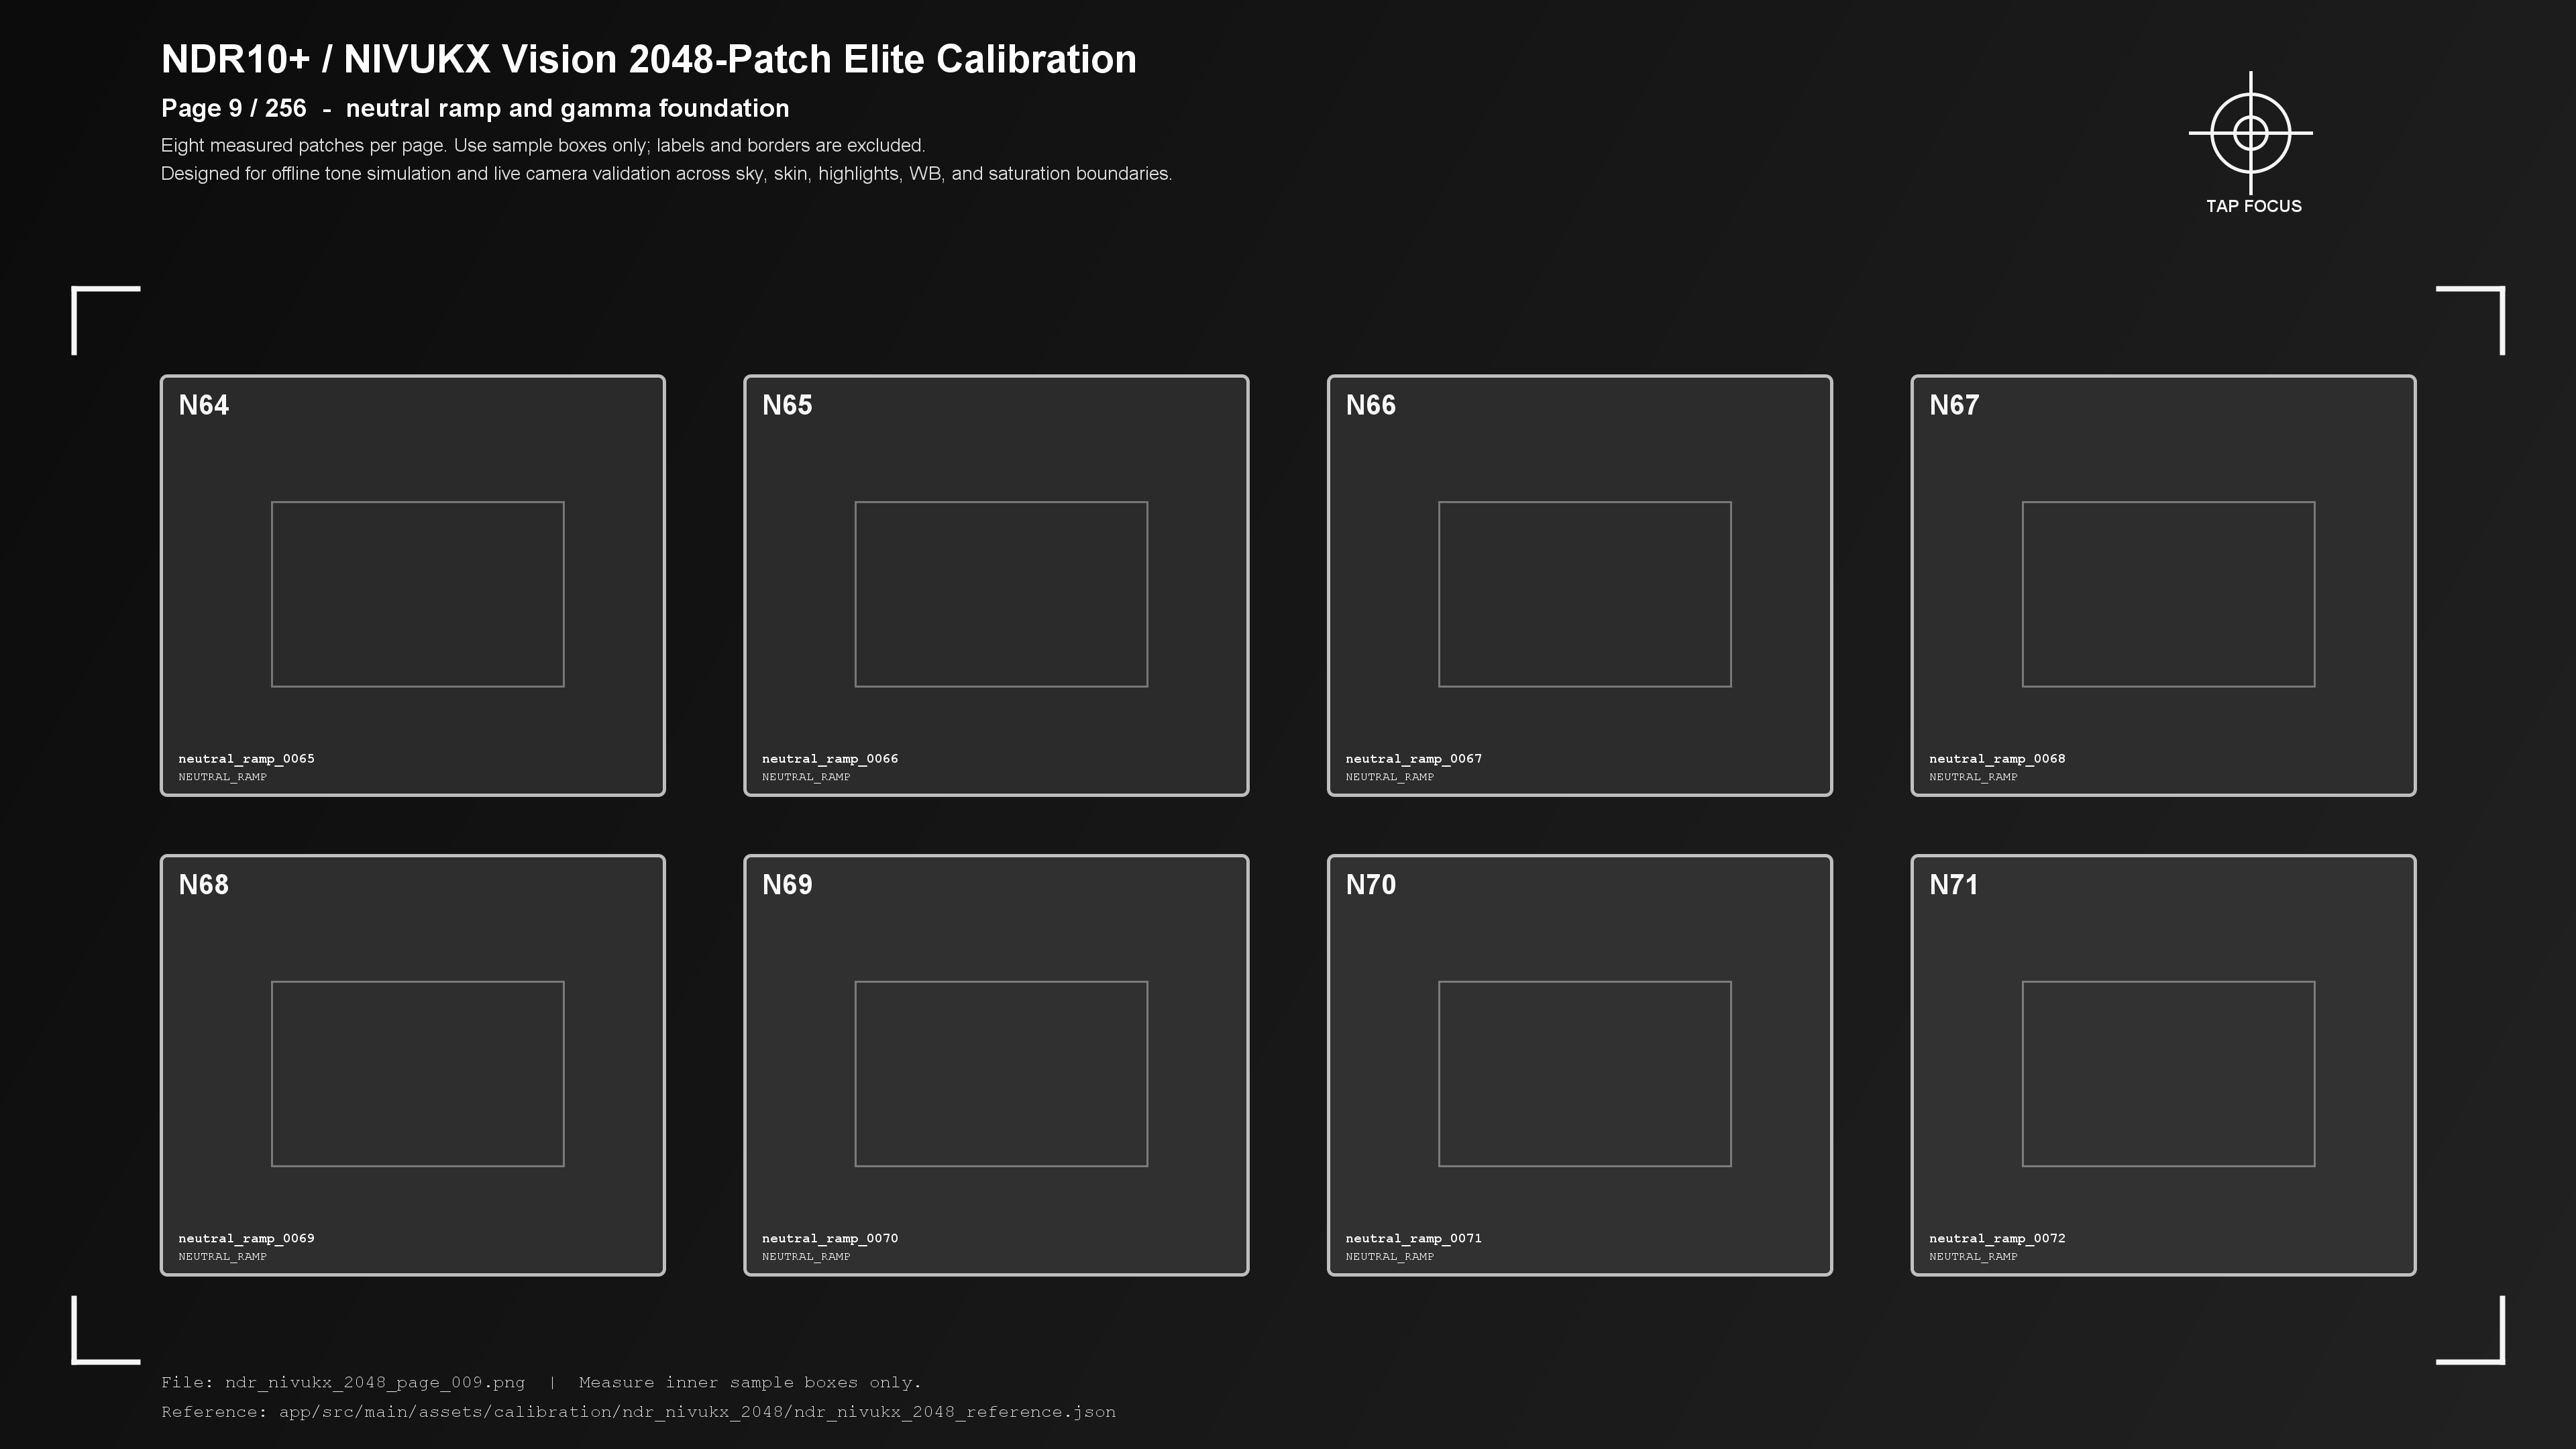 NDR10+ / NIVUKX Vision 2048-Patch Elite Calibration
Page 9 / 256 - neutral ramp and gamma foundation
Eight measured patches per page. Use sample boxes only; labels and borders are excluded.
Designed for offline tone simulation and live camera validation across sky, skin, highlights, WB, and saturation boundaries.
TAP FOCUS
N64
N65
N66
N67
neutral_ramp_0065
NEUTRAL_RAMP
neutral_ramp_0066
NEUTRAL_RAMP
neutral_ramp_0067
NEUTRAL_RAMP
neutral_ramp_0068
NEUTRAL_RAMP
N68
N69
N70
N71
neutral_ramp_0069
NEUTRAL_RAMP
neutral_ramp_0070
NEUTRAL_RAMP
neutral_ramp_0071
NEUTRAL_RAMP
neutral_ramp_0072
NEUTRAL_RAMP
File: ndr_nivukx_2048_page_009.png | Measure inner sample boxes only.
Reference: app/src/main/assets/calibration/ndr_nivukx_2048/ndr_nivukx_2048_reference.json